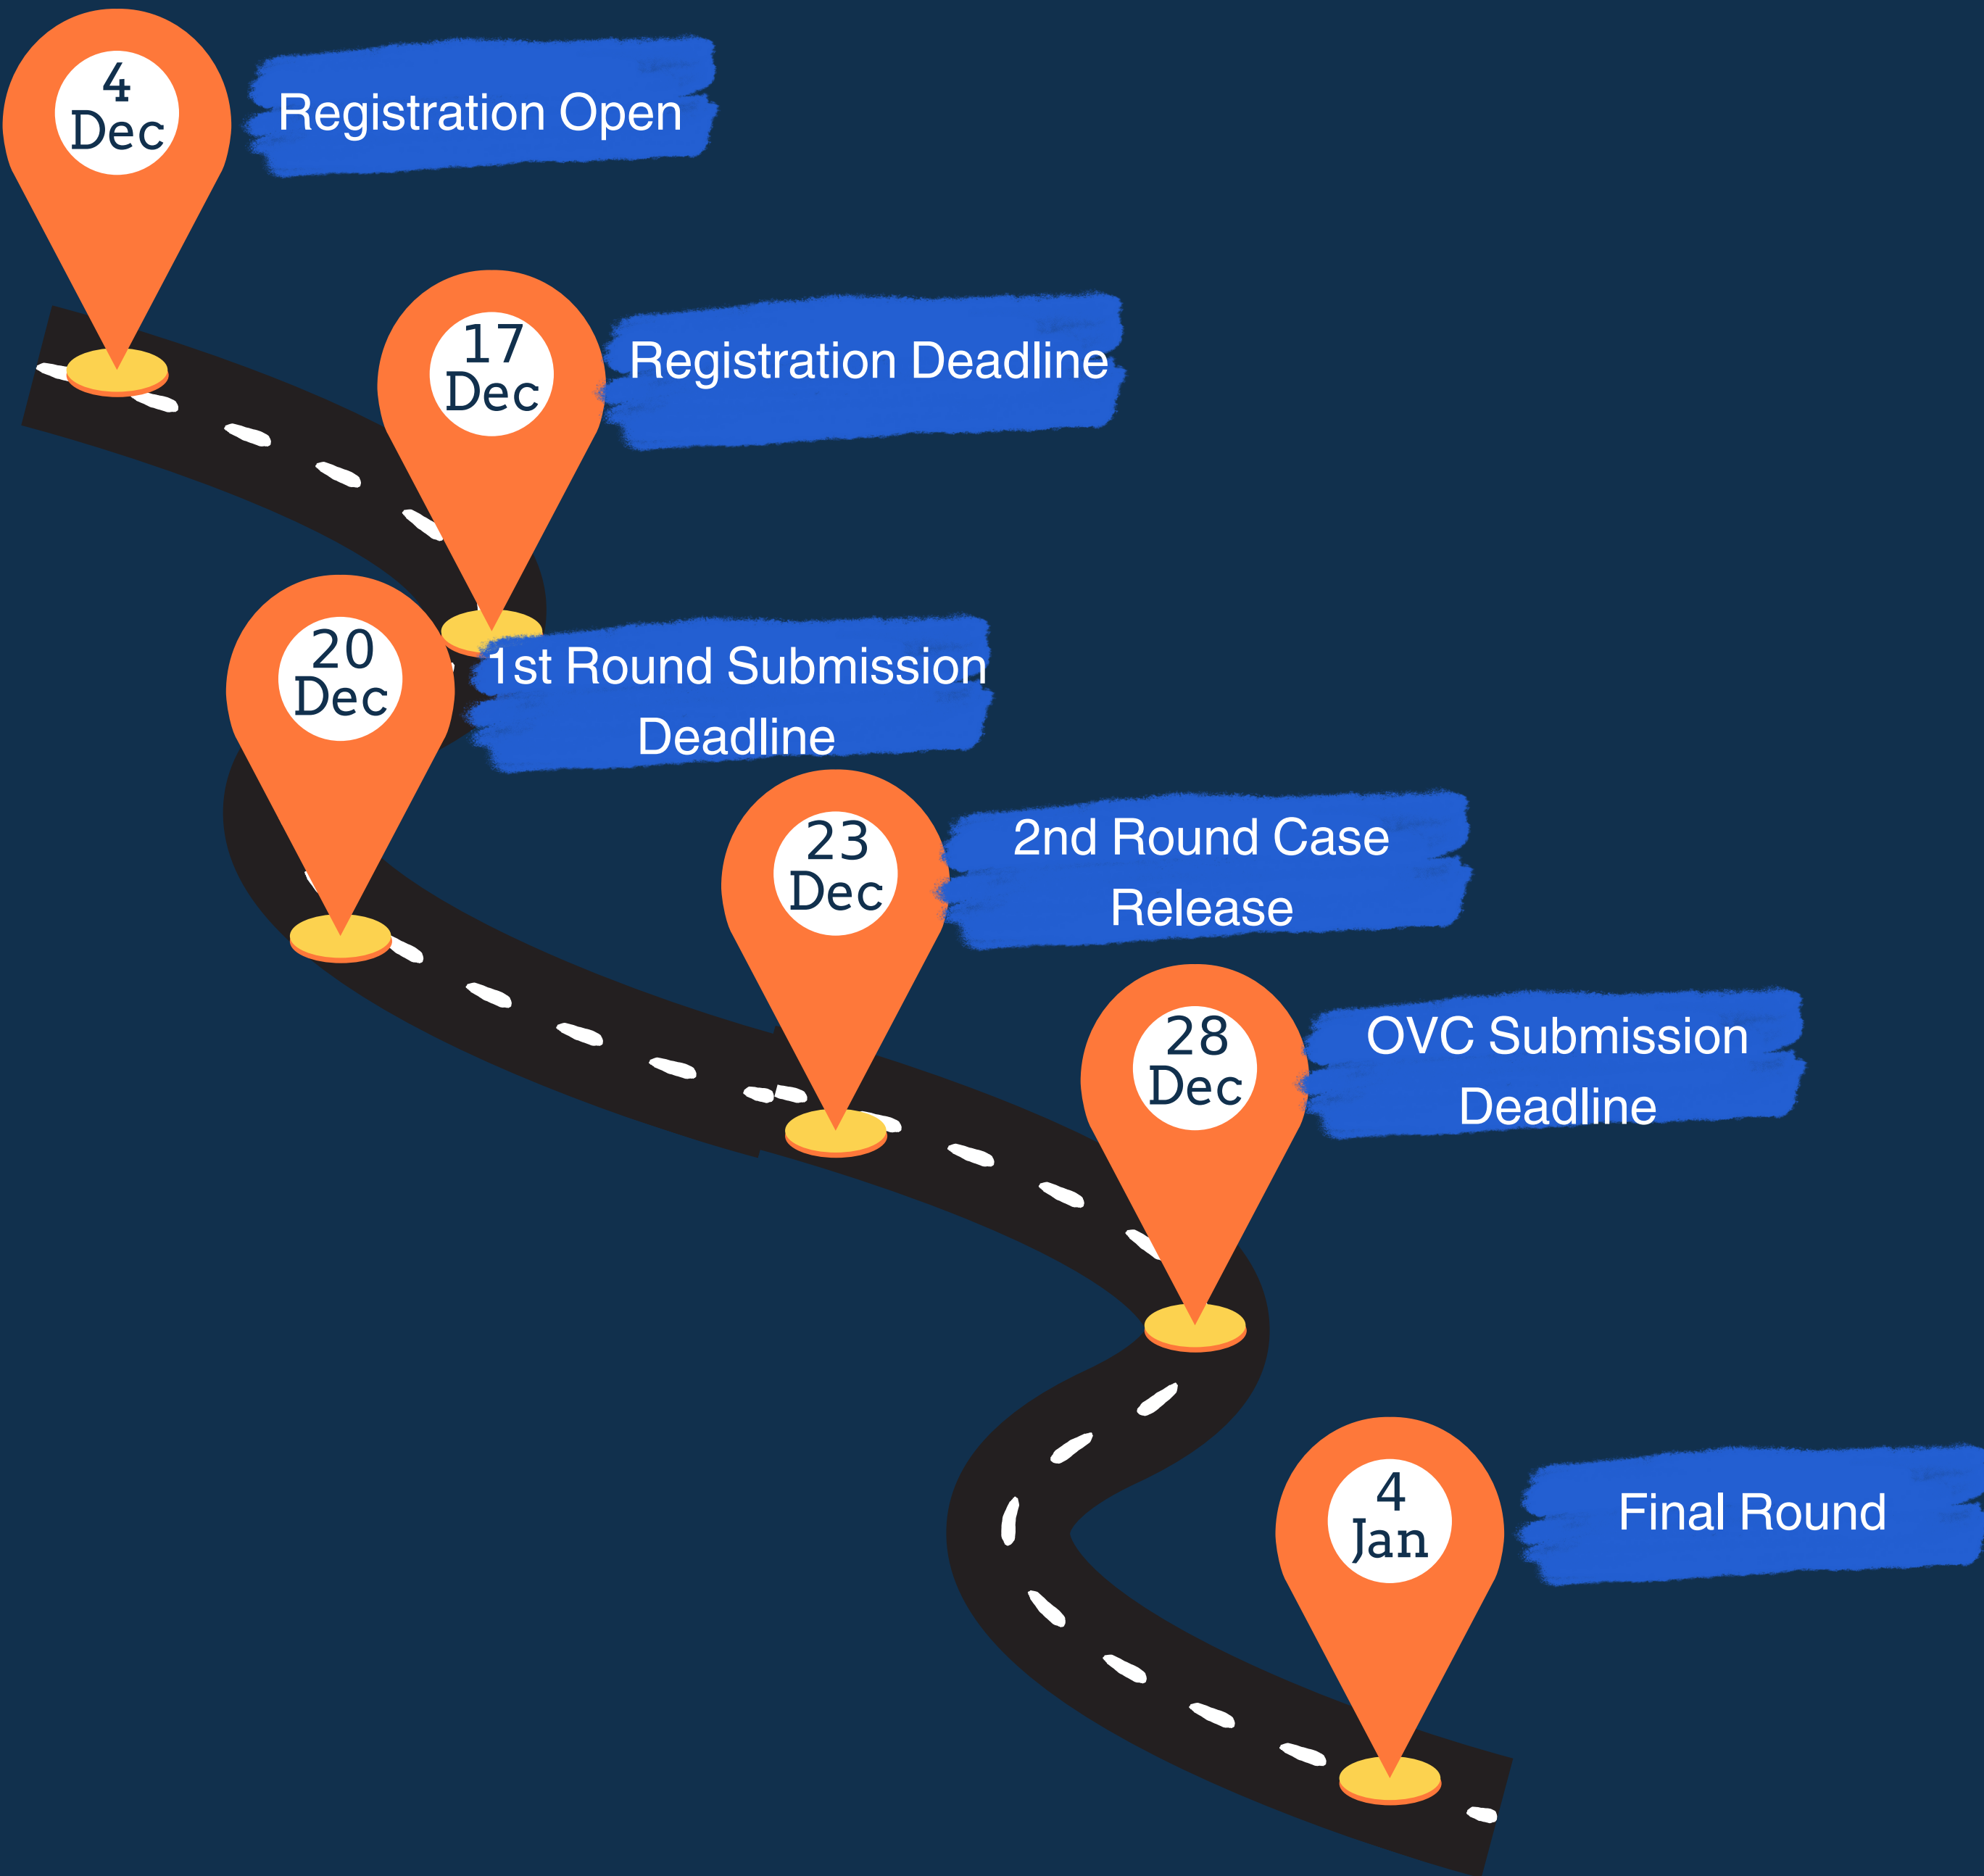 4
Dec
Registration Open
17
Dec
Registration Deadline
20
Dec
1st Round Submission
Deadline
23
Dec
2nd Round Case
Release
28
Dec
OVC Submission
Deadline
4
Jan
Final Round